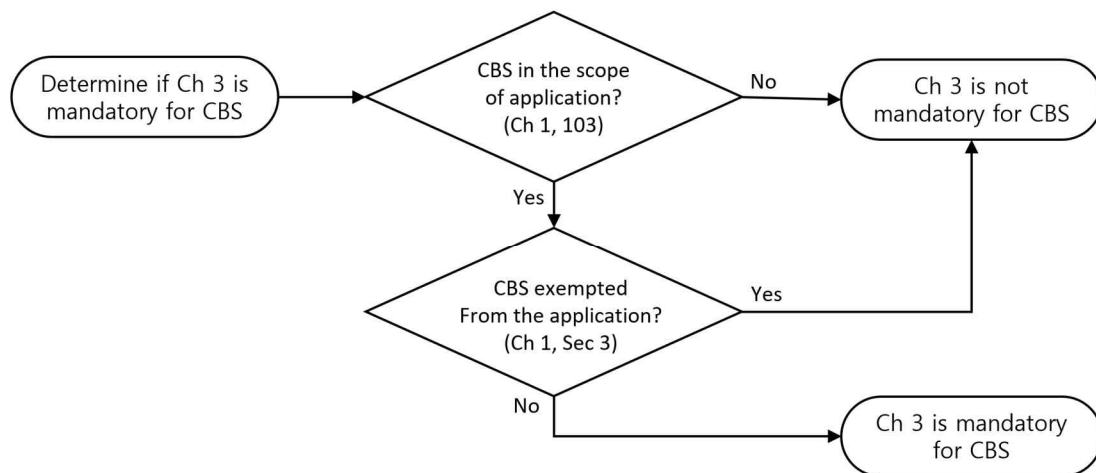 Determine if Ch 3 is
mandatory for CBS
CBS in the scope
of application?
(Ch 1, 103)
No
Ch 3 is not
mandatory for CBS
Yes
CBS exempted
From the application?
(Ch 1, Sec 3)
Yes
No
Ch 3 is mandatory
for CBS